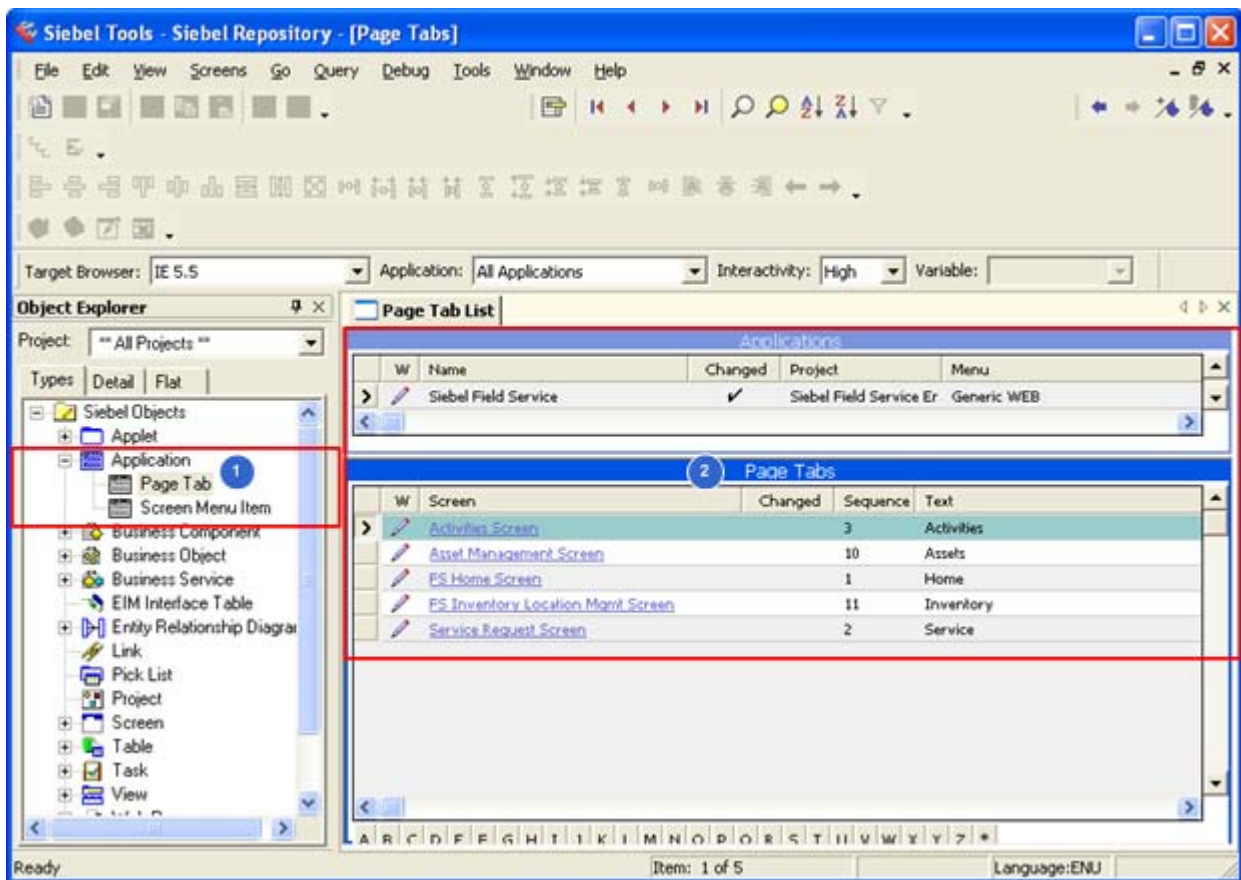 Siebel Tools - Siebel Repository - [Page Tabs]
File Edit View Screens Go Query Debug Tools Window Help
Target Browser: IE 5.5 Application: All Applications Interactivity: High Variable:
Object Explorer
Project: ** All Projects **
Types Detail Flat
Siebel Objects
Applet
Application
1
Page Tab
Screen Menu Item
Business Component
Business Object
Business Service
EIM Interface Table
Entity Relationship Diagrar
Link
Pick List
Project
Screen
Table
Task
View
Page Tab List
Applications
W Name Changed Project Menu
Siebel Field Service Siebel Field Service Er Generic WEB
2 Page Tabs
W Screen Changed Sequence Text
Activities Screen 3 Activities
Asset Management Screen 10 Assets
FS Home Screen 1 Home
FS Inventory Location Mgmt Screen 11 Inventory
Service Request Screen 2 Service
A B C D E F G H I J K L M N O P Q R S T U V W X Y Z *
Ready Item: 1 of 5 Language:ENU